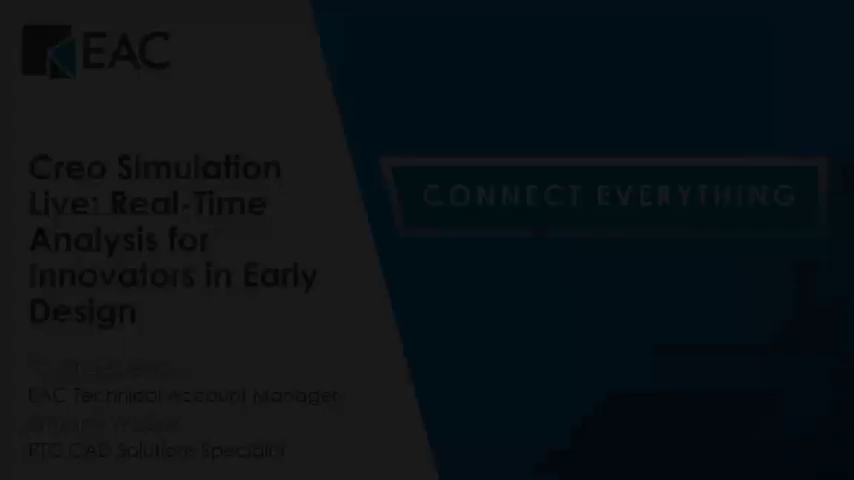 EAC
Creo Simulation
Live: Real-Time
Analysis for
Innovators in Early
Design
EAC Technical Account Manager
PTC CAD Solutions Specialist
CONNECT EVERYTHING